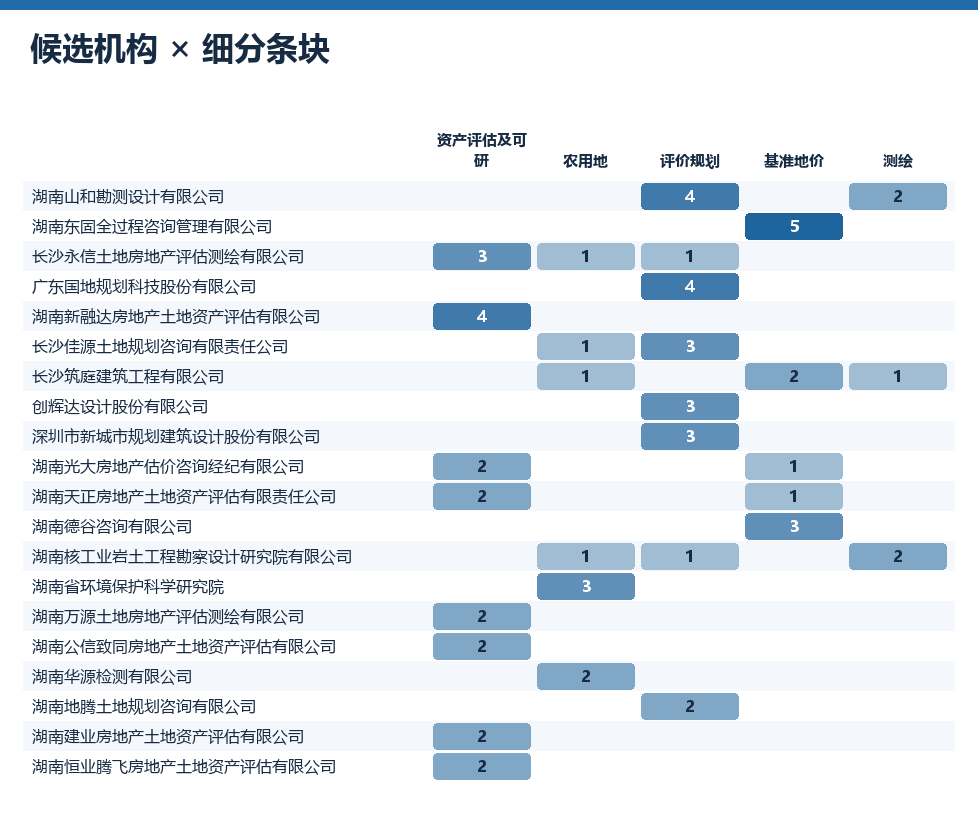 候选机构 × 细分条块
资产评估及可
研
农用地
评价规划
基准地价
测绘
湖南山和勘测设计有限公司 4 2
湖南东固全过程咨询管理有限公司 5
长沙永信土地房地产评估测绘有限公司 3 1 1
广东国地规划科技股份有限公司 4
湖南新融达房地产土地资产评估有限公司 4
长沙佳源土地规划咨询有限责任公司 1 3
长沙筑庭建筑工程有限公司 1 2 1
创辉达设计股份有限公司 3
深圳市新城市规划建筑设计股份有限公司 3
湖南光大房地产估价咨询经纪有限公司 2 1
湖南天正房地产土地资产评估有限责任公司 2 1
湖南德谷咨询有限公司 3
湖南核工业岩土工程勘察设计研究院有限公司 1 1 2
湖南省环境保护科学研究院 3
湖南万源土地房地产评估测绘有限公司 2
湖南公信致同房地产土地资产评估有限公司 2
湖南华源检测有限公司 2
湖南地腾土地规划咨询有限公司 2
湖南建业房地产土地资产评估有限公司 2
湖南恒业腾飞房地产土地资产评估有限公司 2